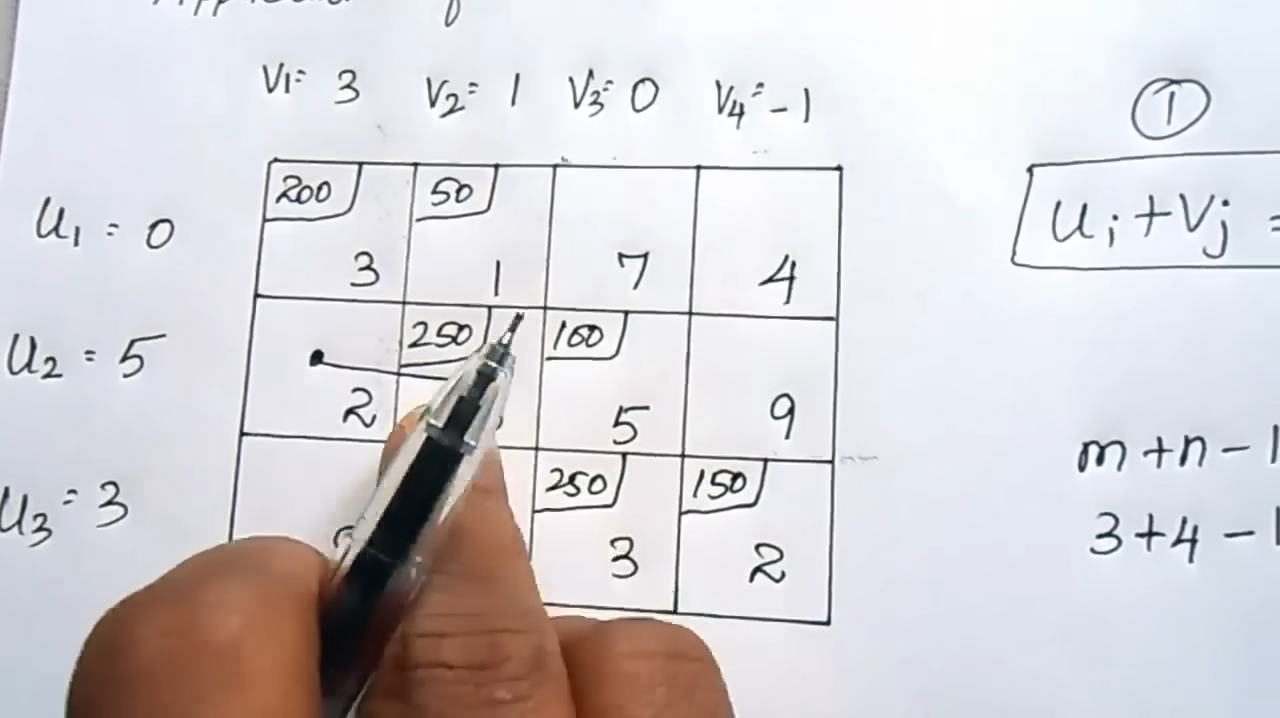 V1= 3 V2= 1 V3= 0 V4= -1
①
200 50
U1 = 0 3 1 7 4 Ui+Vj =
250 100
U2 = 5 2 5 9
m+n-1
250 150
U3 = 3 3 2 3+4-1